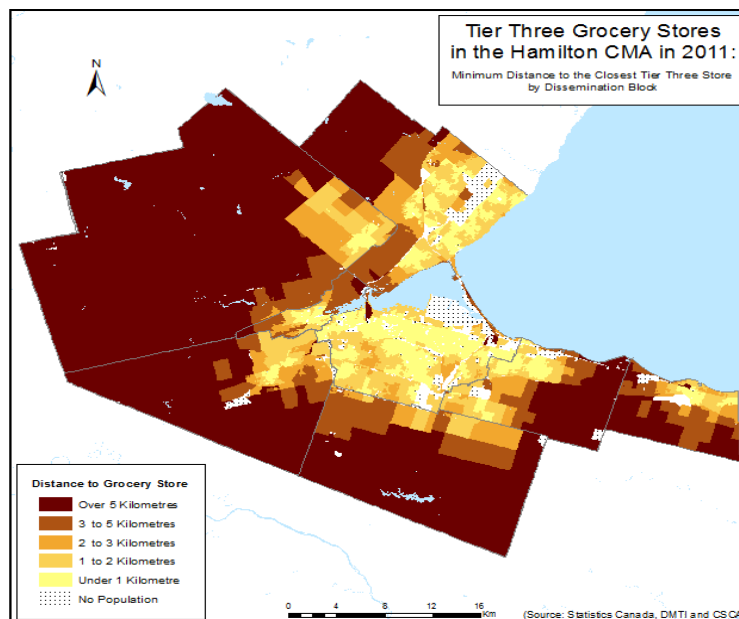 Tier Three Grocery Stores
in the Hamilton CMA in 2011:
Minimum Distance to the Closest Tier Three Store
by Dissemination Block
N
Distance to Grocery Store
Over 5 Kilometres
3 to 5 Kilometres
2 to 3 Kilometres
1 to 2 Kilometres
Under 1 Kilometre
No Population
0 4 8 12 16
Km
(Source: Statistics Canada, DMTI and CSCA